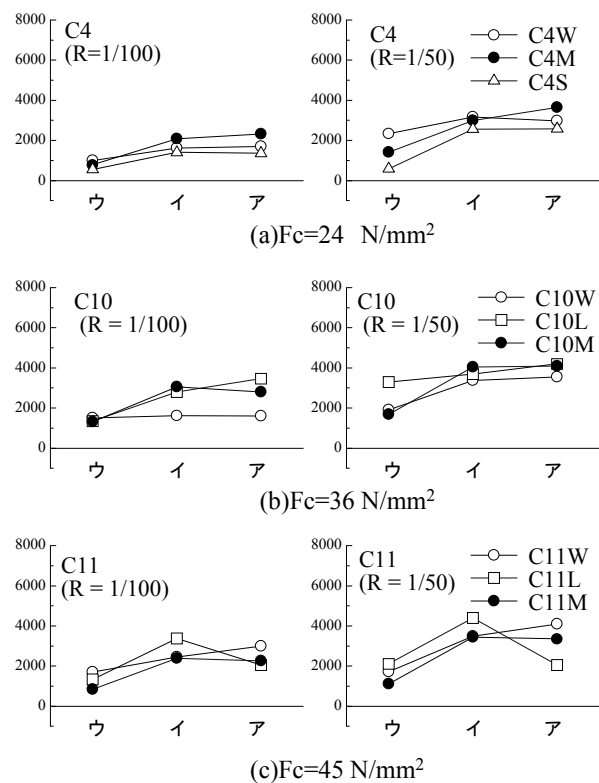 C4
(R=1/100)
8000
6000
4000
2000
0
ウ イ ア
C4
(R=1/50)
C4W
C4M
C4S
8000
6000
4000
2000
0
ウ イ ア
(a)Fc=24 N/mm²
C10
(R = 1/100)
8000
6000
4000
2000
0
ウ イ ア
C10
(R = 1/50)
C10W
C10L
C10M
8000
6000
4000
2000
0
ウ イ ア
(b)Fc=36 N/mm²
C11
(R = 1/100)
8000
6000
4000
2000
0
ウ イ ア
C11
(R = 1/50)
C11W
C11L
C11M
8000
6000
4000
2000
0
ウ イ ア
(c)Fc=45 N/mm²